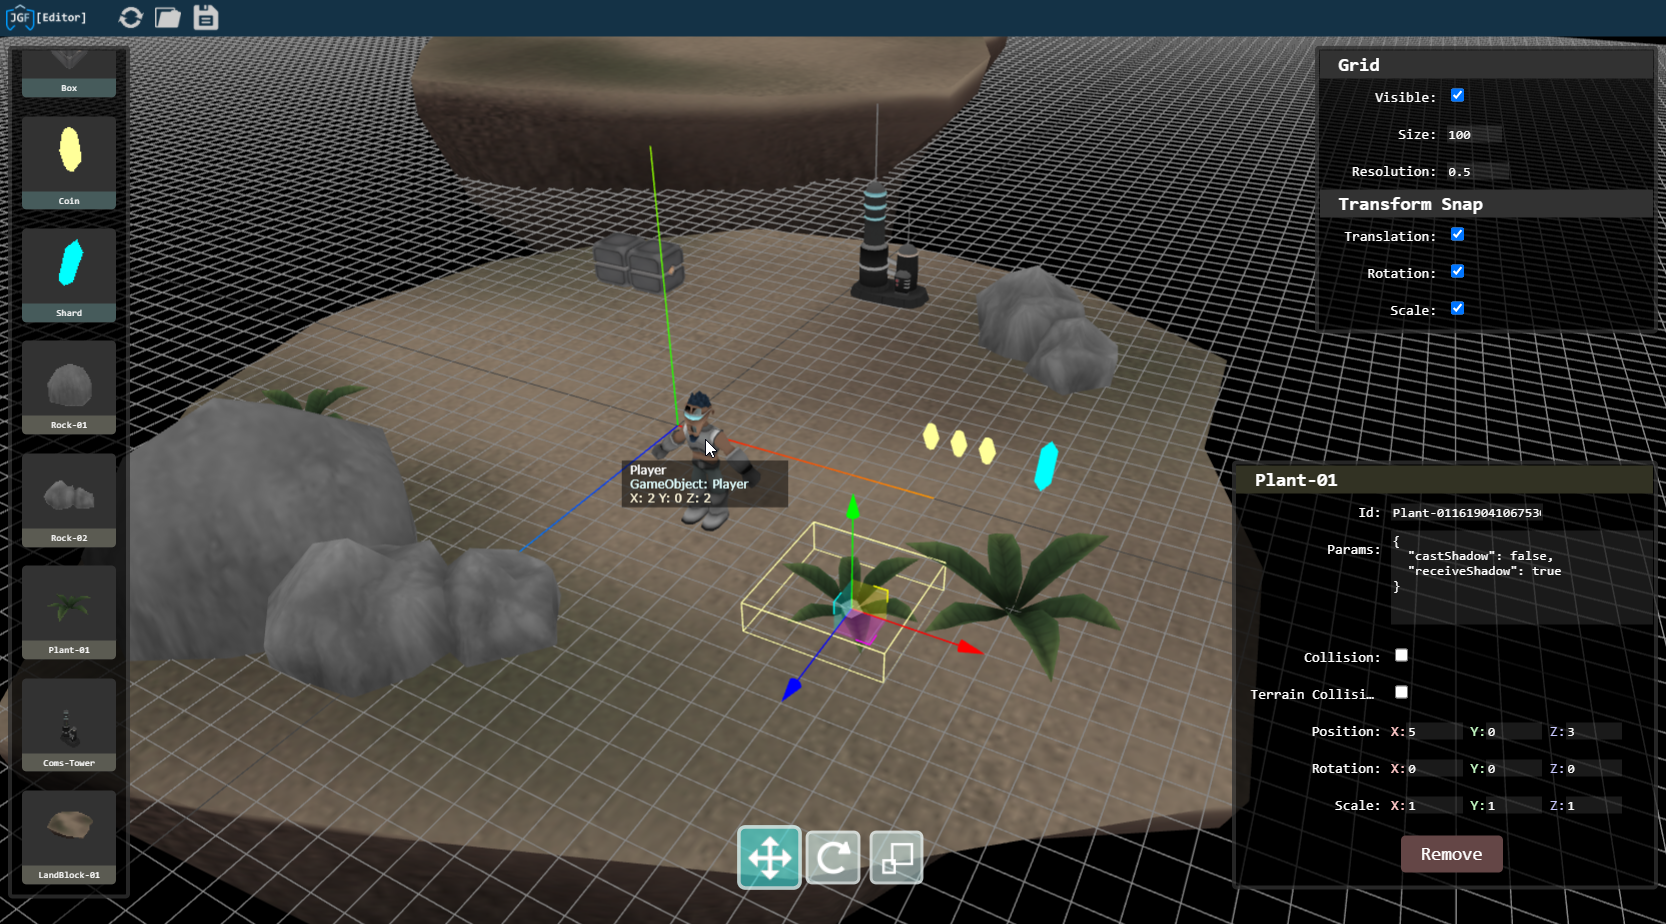 JGF [Editor]
Box
Coin
Shard
Rock-01
Rock-02
Plant-01
Coms-Tower
LandBlock-01
Player
GameObject: Player
X: 2 Y: 0 Z: 2
Grid
Visible:
Size: 100
Resolution: 0.5
Transform Snap
Translation:
Rotation:
Scale:
Plant-01
Id: Plant-01161904106753
Params: {
"castShadow": false,
"receiveShadow": true
}
Collision:
Terrain Collisi…
Position: X:5 Y:0 Z:3
Rotation: X:0 Y:0 Z:0
Scale: X:1 Y:1 Z:1
Remove